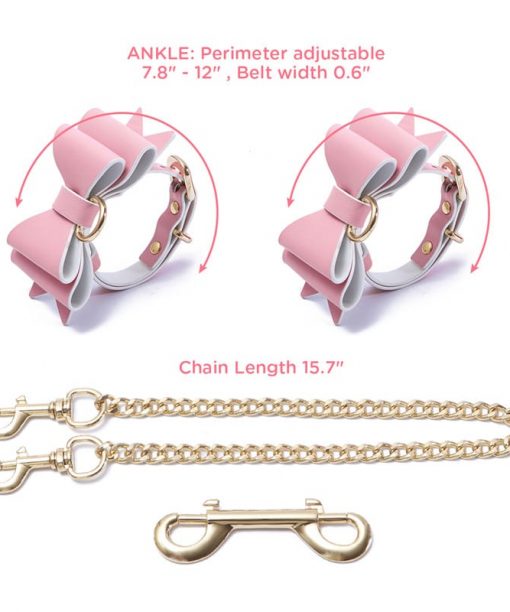 ANKLE: Perimeter adjustable
7.8" - 12" , Belt width 0.6"
Chain Length 15.7"